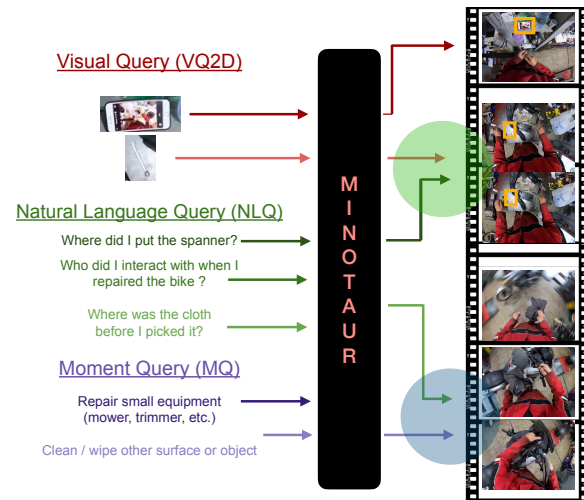 Visual Query (VQ2D)
Natural Language Query (NLQ)
Where did I put the spanner?
Who did I interact with when I
repaired the bike ?
Where was the cloth
before I picked it?
Moment Query (MQ)
Repair small equipment
(mower, trimmer, etc.)
Clean / wipe other surface or object
M
I
N
O
T
A
U
R